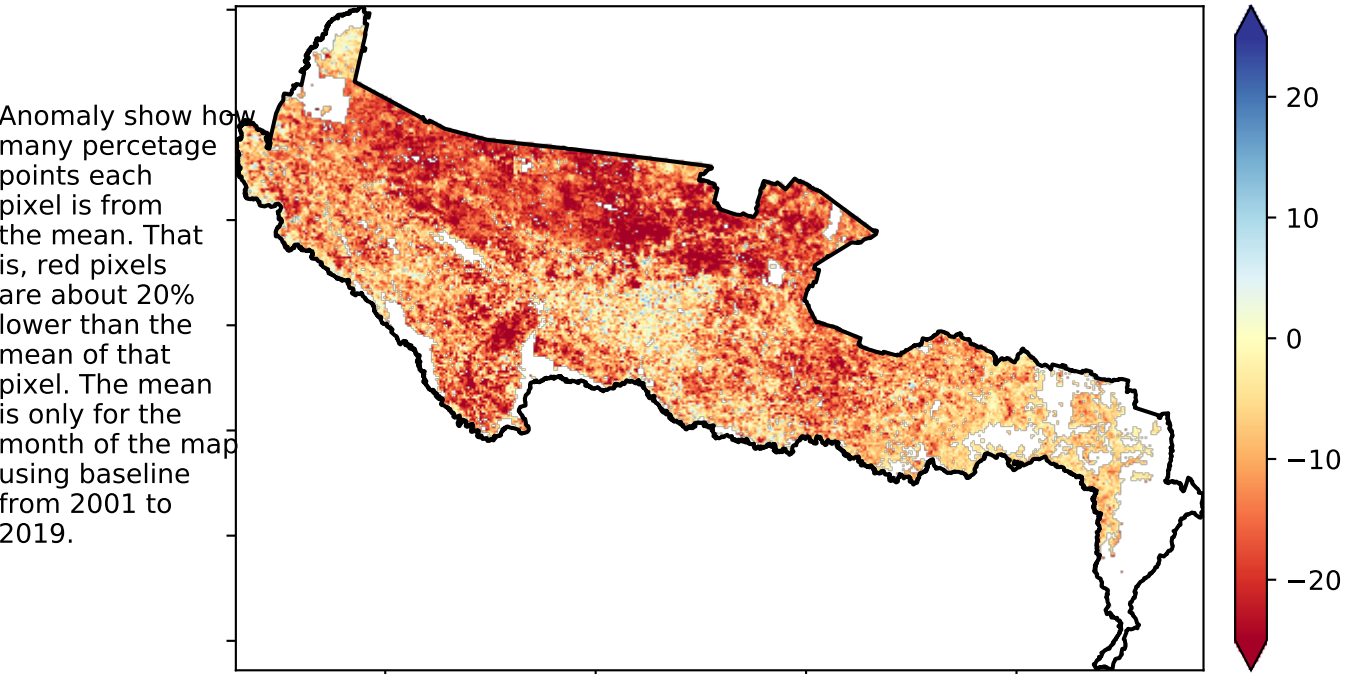 Anomaly show how
many percetage
points each
pixel is from
the mean. That
is, red pixels
are about 20%
lower than the
mean of that
pixel. The mean
is only for the
month of the map
using baseline
from 2001 to
2019.
20
10
0
−10
−20